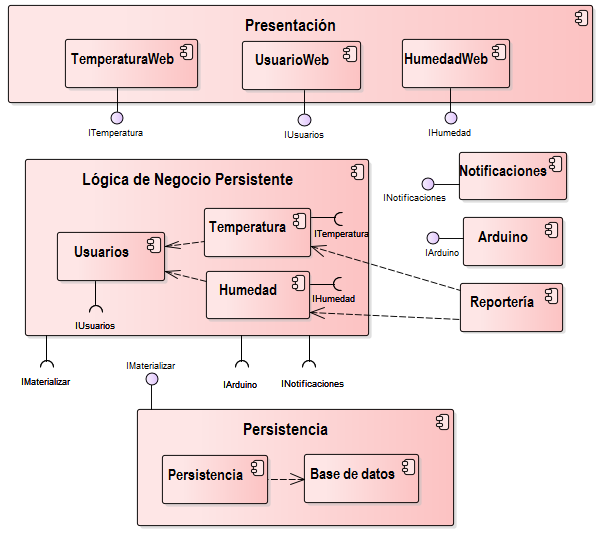 Presentación
TemperaturaWeb
UsuarioWeb
HumedadWeb
ITemperatura
IUsuarios
IHumedad
Lógica de Negocio Persistente
Notificaciones
INotificaciones
Temperatura
ITemperatura
Usuarios
Arduino
IArduino
Humedad
IHumedad
Reportería
IUsuarios
IMaterializar
IMaterializar
IArduino
INotificaciones
Persistencia
Persistencia
Base de datos